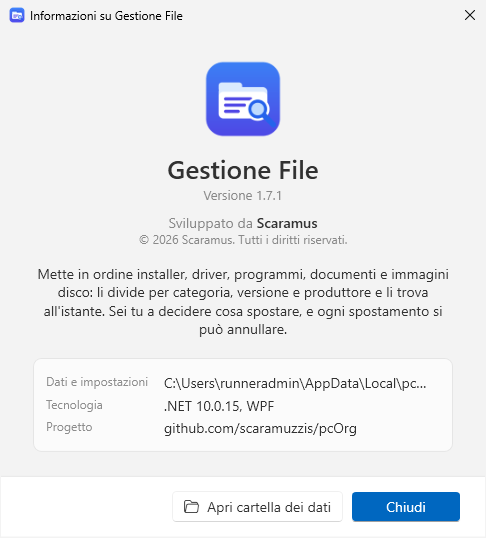 Informazioni su Gestione File
Gestione File
Versione 1.7.1
Sviluppato da Scaramus
© 2026 Scaramus. Tutti i diritti riservati.
Mette in ordine installer, driver, programmi, documenti e immagini
disco: li divide per categoria, versione e produttore e li trova
all'istante. Sei tu a decidere cosa spostare, e ogni spostamento si
può annullare.
Dati e impostazioni C:\Users\runneradmin\AppData\Local\pc...
Tecnologia .NET 10.0.15, WPF
Progetto github.com/scaramuzzis/pcOrg
Apri cartella dei dati Chiudi